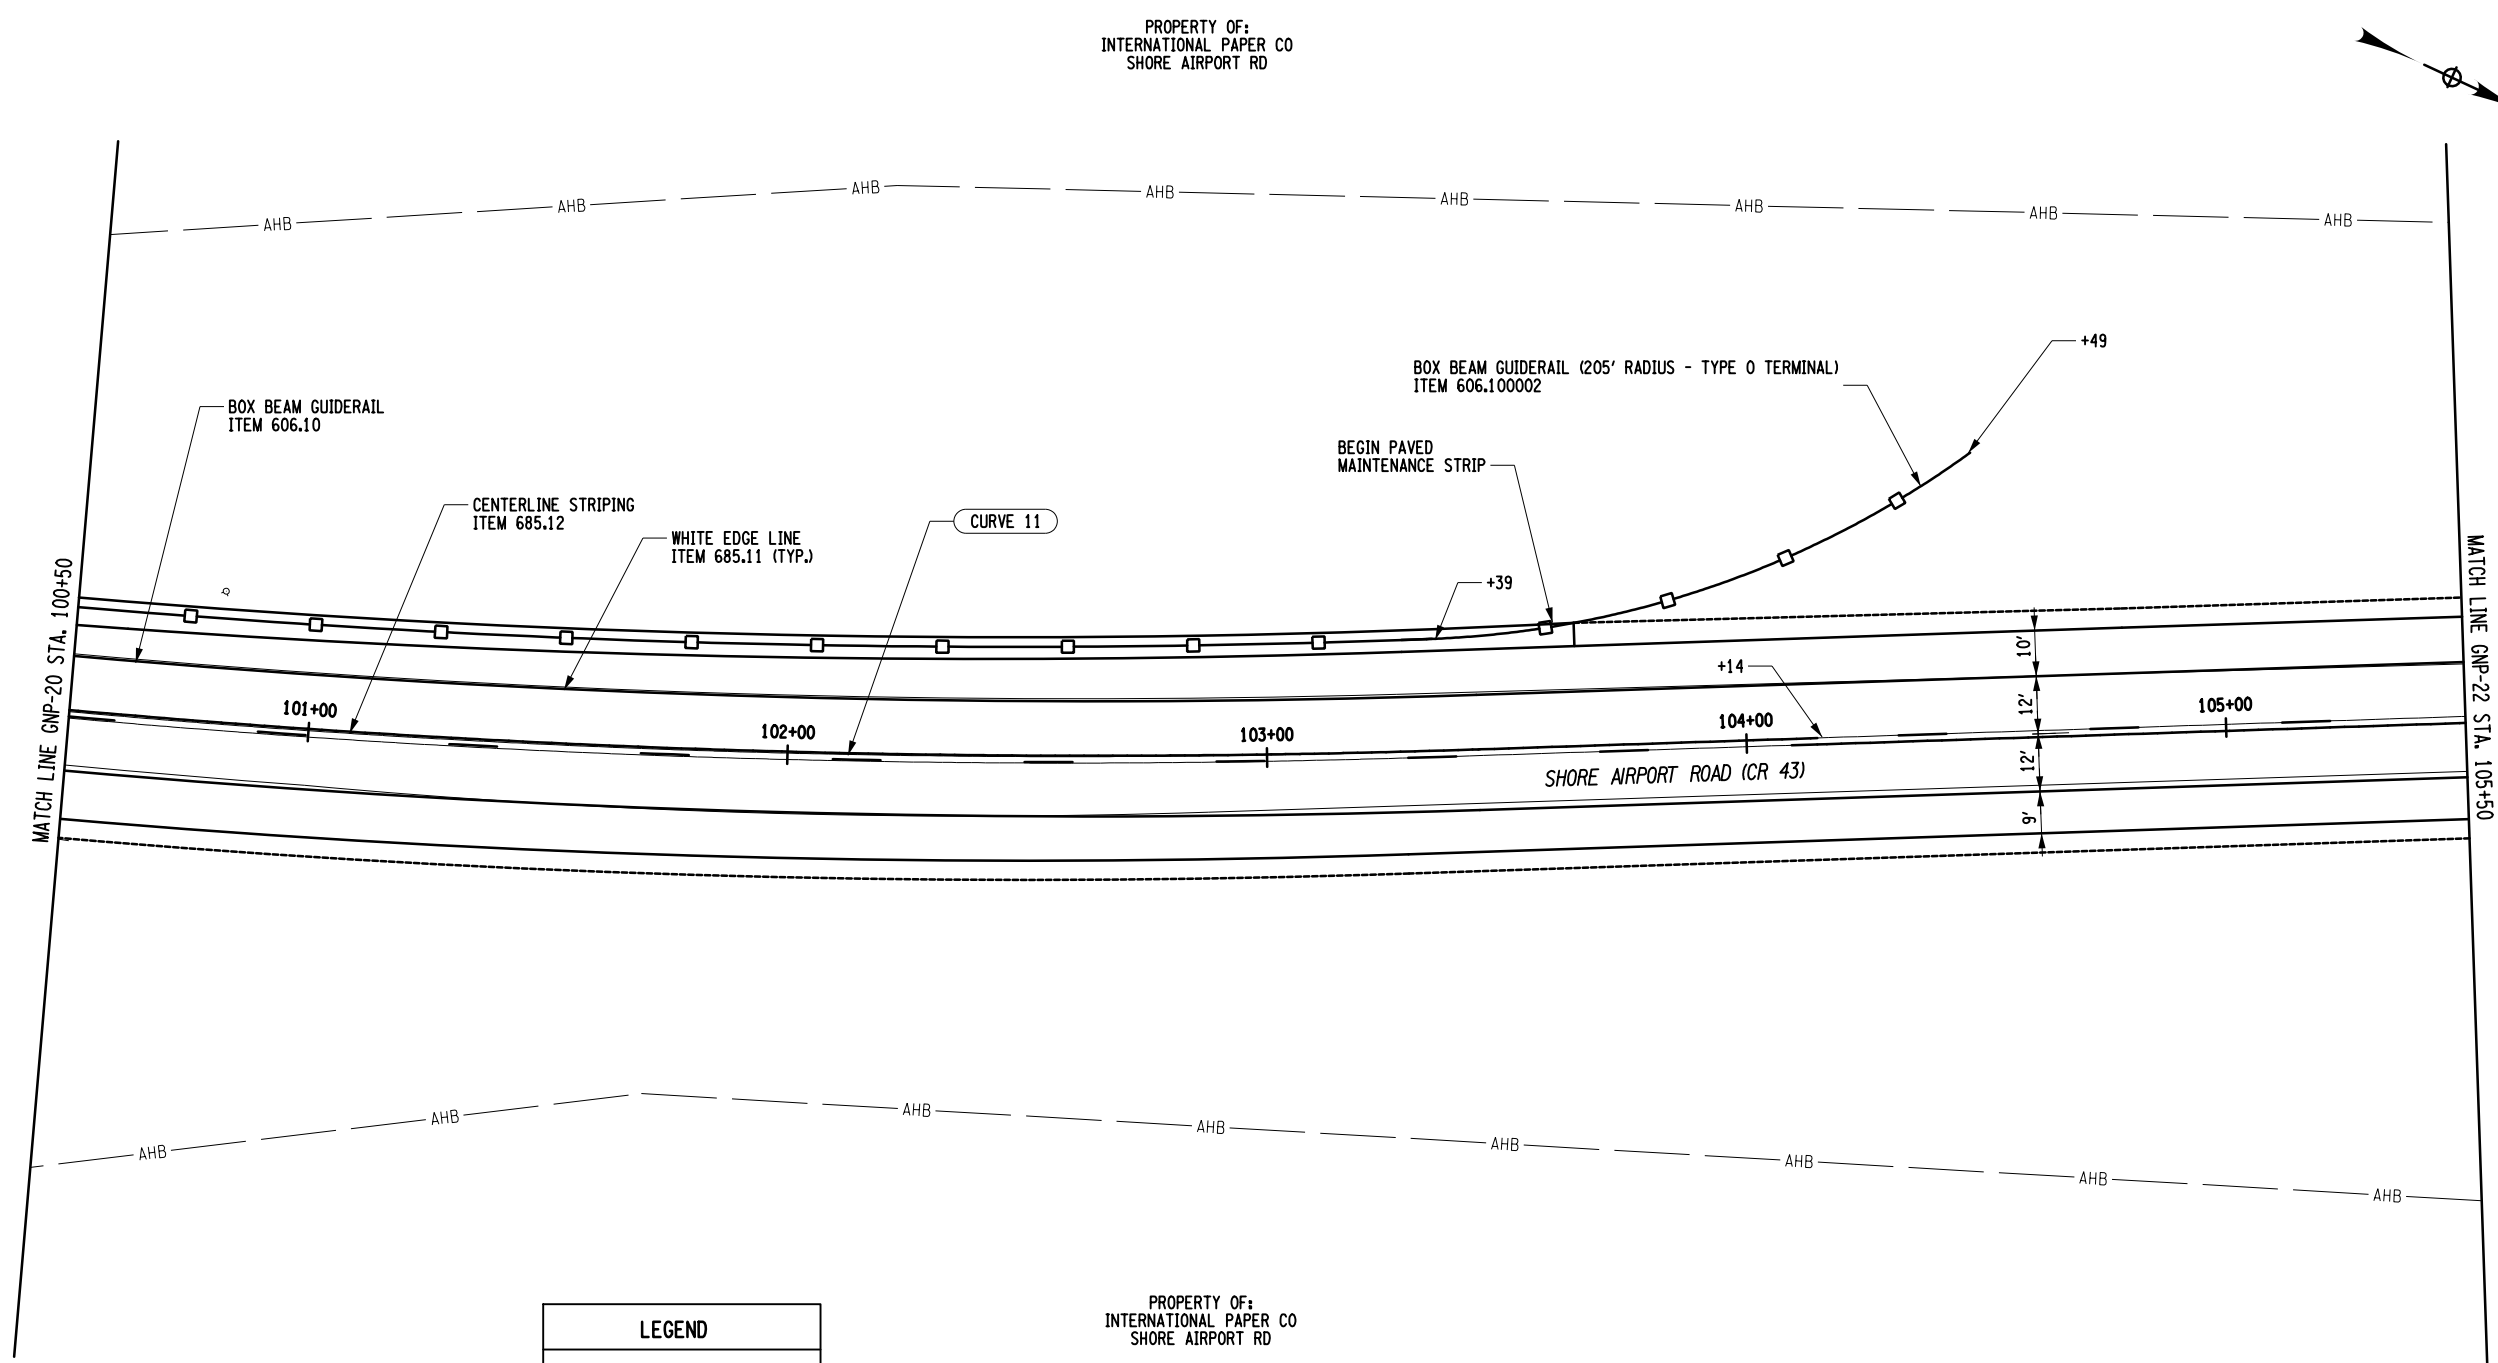 PROPERTY OF:
INTERNATIONAL PAPER CO
SHORE AIRPORT RD
AHB
AHB
AHB
AHB
AHB
AHB
AHB
AHB
+49
BOX BEAM GUIDERAIL (205' RADIUS - TYPE 0 TERMINAL)
ITEM 606.100002
BOX BEAM GUIDERAIL
ITEM 606.10
BEGIN PAVED
MAINTENANCE STRIP
CENTERLINE STRIPING
ITEM 685.12
CURVE 11
WHITE EDGE LINE
ITEM 685.11 (TYP.)
+39
MATCH LINE GNP-20 STA. 100+50
MATCH LINE GNP-22 STA. 105+50
10'
+14
12'
101+00
102+00
103+00
104+00
105+00
12'
SHORE AIRPORT ROAD (CR 43)
9'
AHB
AHB
AHB
AHB
AHB
AHB
AHB
AHB
PROPERTY OF:
INTERNATIONAL PAPER CO
SHORE AIRPORT RD
LEGEND